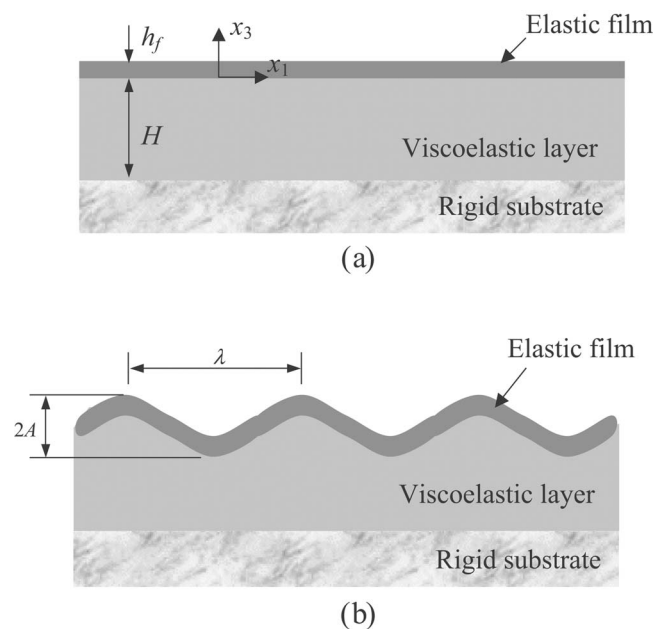 Elastic film
h_f
x_3
x_1
H
Viscoelastic layer
Rigid substrate
(a)
λ
Elastic film
2A
Viscoelastic layer
Rigid substrate
(b)